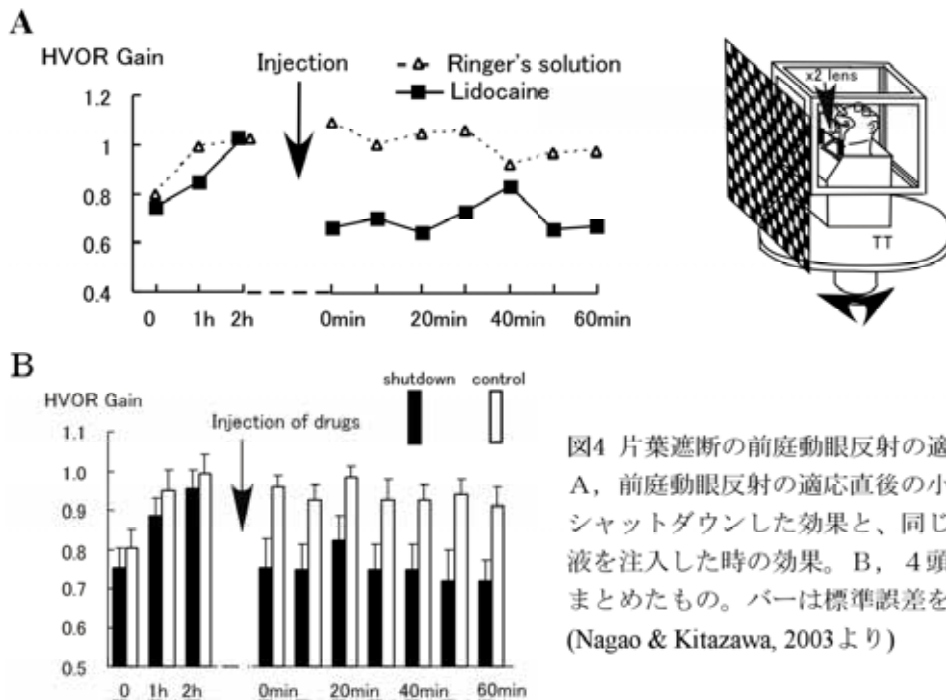 A
HVOR Gain
Injection
Ringer's solution
Lidocaine
1.2
1
0.8
0.6
0.4
0 1h 2h 0min 20min 40min 60min
x2 lens
TT
B
HVOR Gain
shutdown control
Injection of drugs
1.1
1.0
0.9
0.8
0.7
0.6
0.5
0 1h 2h 0min 20min 40min 60min
図4 片葉遮断の前庭動眼反射の適
A，前庭動眼反射の適応直後の小
シャットダウンした効果と、同じ
液を注入した時の効果。B，4頭
まとめたもの。バーは標準誤差を
(Nagao & Kitazawa, 2003より)